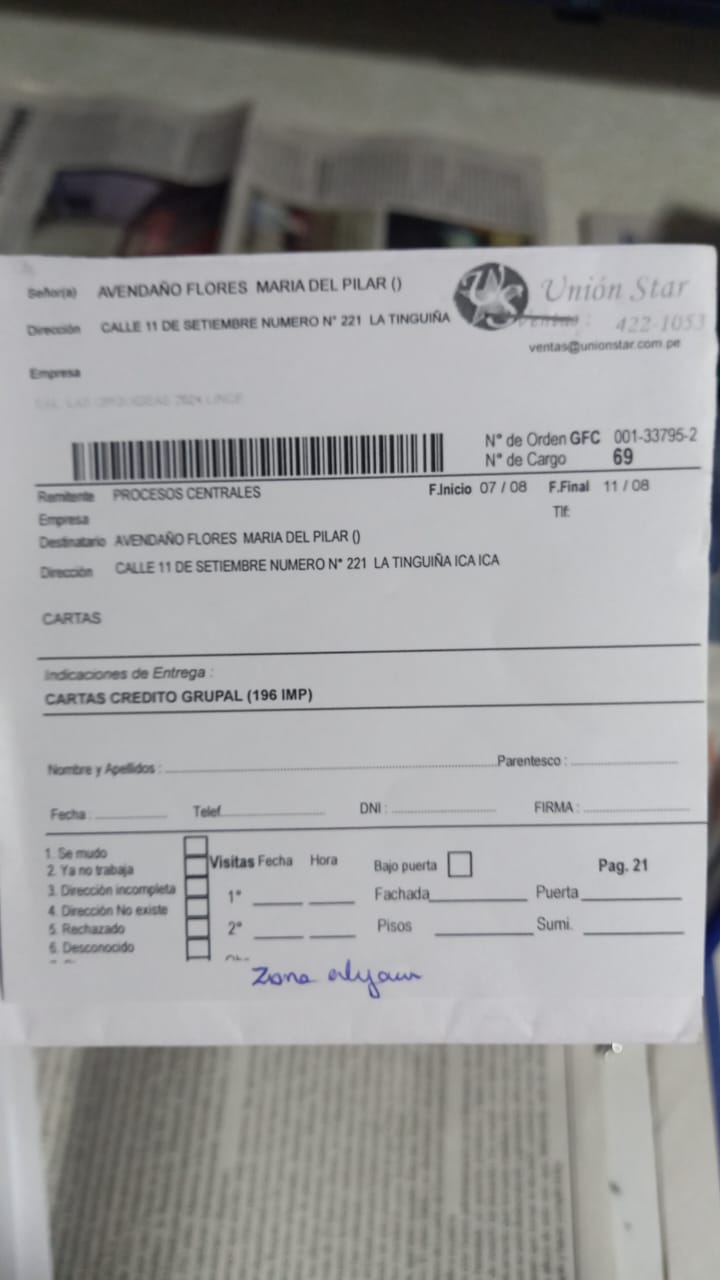 Señor(a) AVENDAÑO FLORES MARIA DEL PILAR ()
Unión Star
Dirección CALLE 11 DE SETIEMBRE NUMERO N° 221 LA TINGUIÑA
Ventas : 422-1053
ventas@unionstar.com.pe
Empresa
N° de Orden GFC 001-33795-2
N° de Cargo 69
Remitente PROCESOS CENTRALES F.Inicio 07 / 08 F.Final 11 / 08
Empresa Tlf:
Destinatario AVENDAÑO FLORES MARIA DEL PILAR ()
Dirección CALLE 11 DE SETIEMBRE NUMERO N° 221 LA TINGUIÑA ICA ICA
CARTAS
Indicaciones de Entrega :
CARTAS CREDITO GRUPAL (196 IMP)
Nombre y Apellidos : Parentesco :
Fecha : Telef DNI : FIRMA :
1. Se mudo
2. Ya no trabaja
3. Dirección incompleta
4. Dirección No existe
5. Rechazado
6. Desconocido
Visitas Fecha Hora Bajo puerta Pag. 21
1° Fachada Puerta
2° Pisos Sumi.
Zona